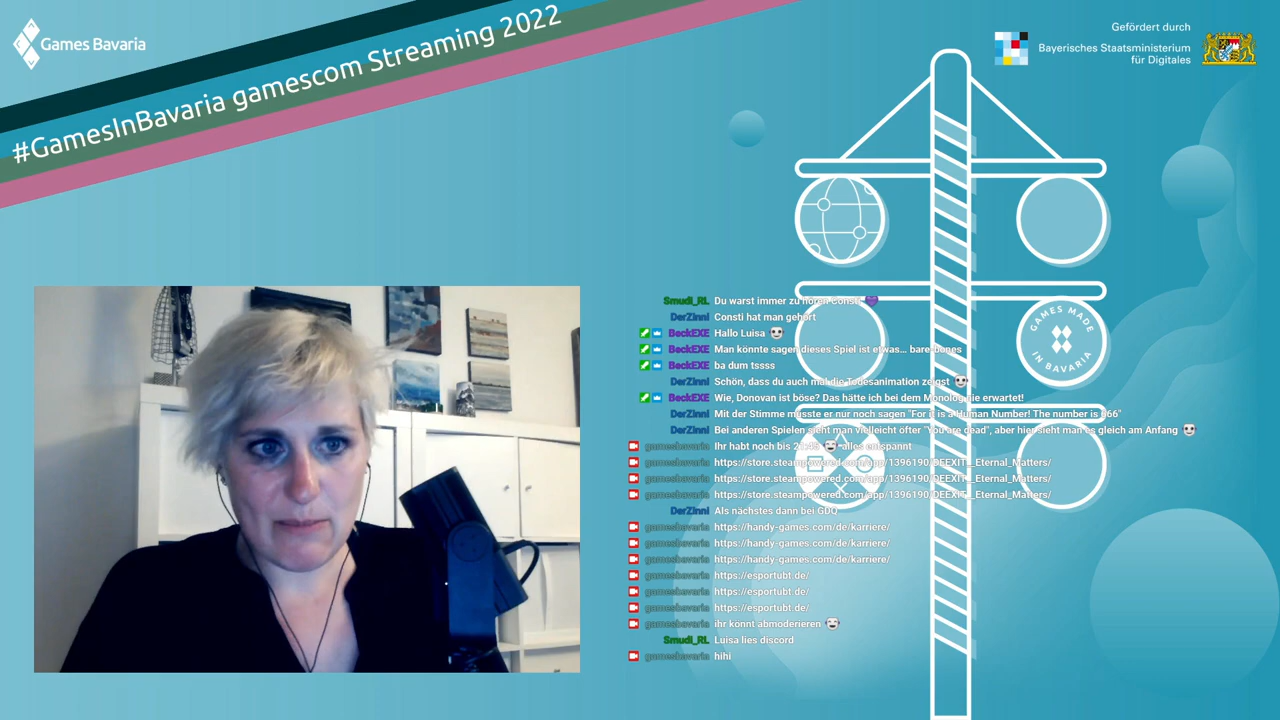 Games Bavaria
#GamesInBavaria gamescom Streaming 2022
Gefördert durch
Bayerisches Staatsministerium
für Digitales
GAMES MADE
IN BAVARIA
Smudi_RL Du warst immer zu hören Consti
DerZinni Consti hat man gehört
BeckEXE Hallo Luisa
BeckEXE Man könnte sagen dieses Spiel ist etwas... bare bones
BeckEXE ba dum tssss
DerZinni Schön, dass du auch mal die Todesanimation zeigst
BeckEXE Wie, Donovan ist böse? Das hätte ich bei dem Monolog nie erwartet!
DerZinni Mit der Stimme müsste er nur noch sagen "For it is a Human Number! The number is 666"
DerZinni Bei anderen Spielen sieht man vielleicht öfter "You are dead", aber hier sieht man es gleich am Anfang
gamesbavaria Ihr habt noch bis alles entspannt
gamesbavaria https://store.steampowered.com/app/1396190/DEEXIT__Eternal_Matters/
gamesbavaria https://store.steampowered.com/app/1396190/DEEXIT__Eternal_Matters/
gamesbavaria https://store.steampowered.com/app/1396190/DEEXIT__Eternal_Matters/
DerZinni Als nächstes dann bei GDQ
gamesbavaria https://handy-games.com/de/karriere/
gamesbavaria https://handy-games.com/de/karriere/
gamesbavaria https://handy-games.com/de/karriere/
gamesbavaria https://esportubt.de/
gamesbavaria https://esportubt.de/
gamesbavaria https://esportubt.de/
gamesbavaria ihr könnt abmoderieren
Smudi_RL Luisa lies discord
gamesbavaria hihi